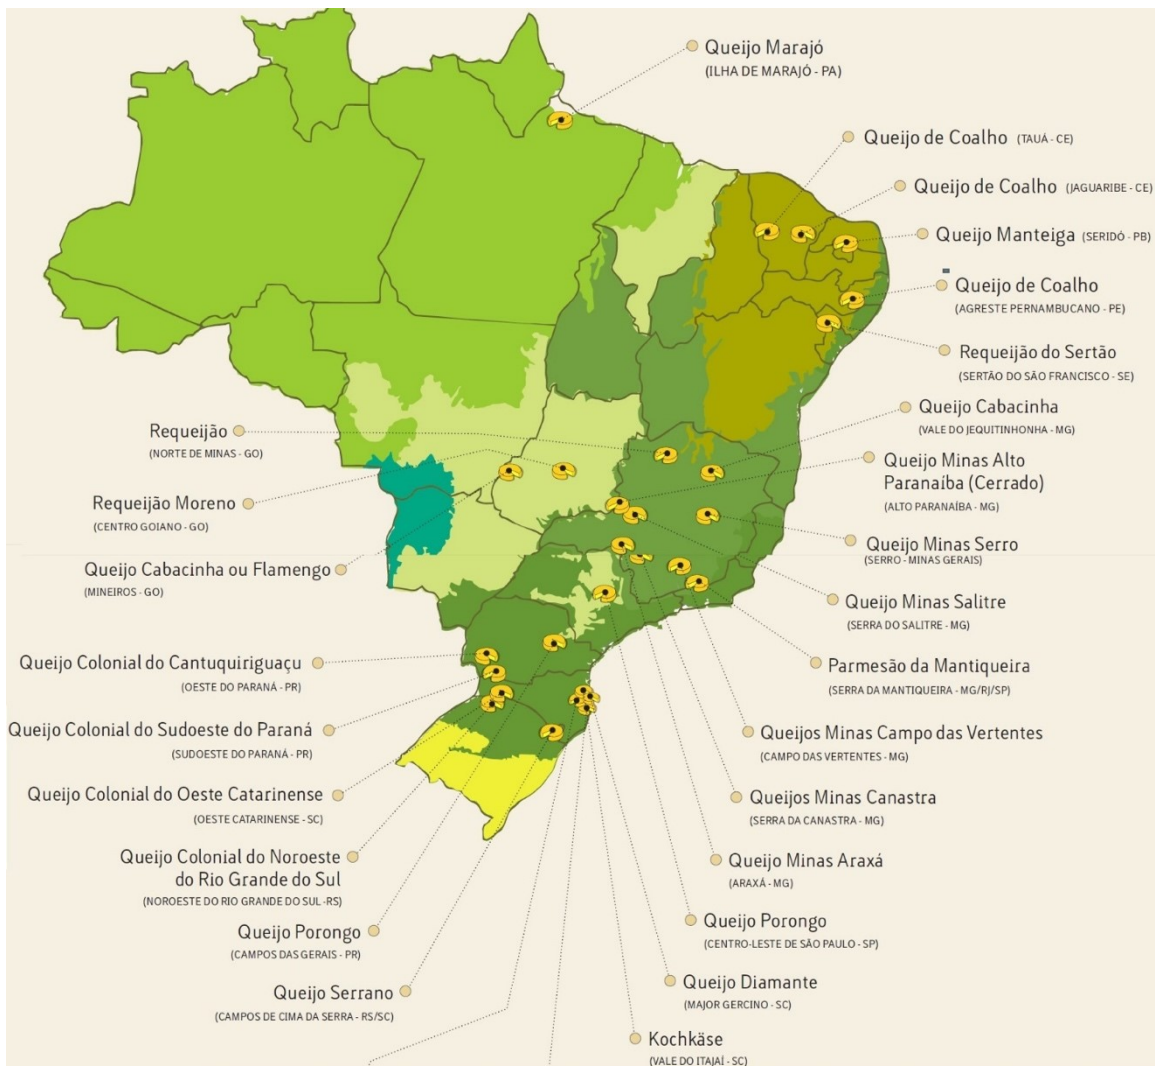 Queijo Marajó
(ILHA DE MARAJÓ - PA)
Queijo de Coalho (TAUÁ - CE)
Queijo de Coalho (JAGUARIBE - CE)
Queijo Manteiga (SERIDÓ - PB)
Queijo de Coalho
(AGRESTE PERNAMBUCANO - PE)
Requeijão do Sertão
(SERTÃO DO SÃO FRANCISCO - SE)
Queijo Cabacinha
(VALE DO JEQUITINHONHA - MG)
Queijo Minas Alto
Paranaíba (Cerrado)
(ALTO PARANAÍBA - MG)
Queijo Minas Serro
(SERRO - MINAS GERAIS)
Queijo Minas Salitre
(SERRA DO SALITRE - MG)
Parmesão da Mantiqueira
(SERRA DA MANTIQUEIRA - MG/RJ/SP)
Queijos Minas Campo das Vertentes
(CAMPO DAS VERTENTES - MG)
Queijos Minas Canastra
(SERRA DA CANASTRA - MG)
Queijo Minas Araxá
(ARAXÁ - MG)
Queijo Porongo
(CENTRO-LESTE DE SÃO PAULO - SP)
Queijo Diamante
(MAJOR GERCINO - SC)
Kochkäse
(VALE DO ITAJAÍ - SC)
Requeijão
(NORTE DE MINAS - GO)
Requeijão Moreno
(CENTRO GOIANO - GO)
Queijo Cabacinha ou Flamengo
(MINEIROS - GO)
Queijo Colonial do Cantuquiriguaçu
(OESTE DO PARANÁ - PR)
Queijo Colonial do Sudoeste do Paraná
(SUDOESTE DO PARANÁ - PR)
Queijo Colonial do Oeste Catarinense
(OESTE CATARINENSE - SC)
Queijo Colonial do Noroeste
do Rio Grande do Sul
(NOROESTE DO RIO GRANDE DO SUL -RS)
Queijo Porongo
(CAMPOS DAS GERAIS - PR)
Queijo Serrano
(CAMPOS DE CIMA DA SERRA - RS/SC)